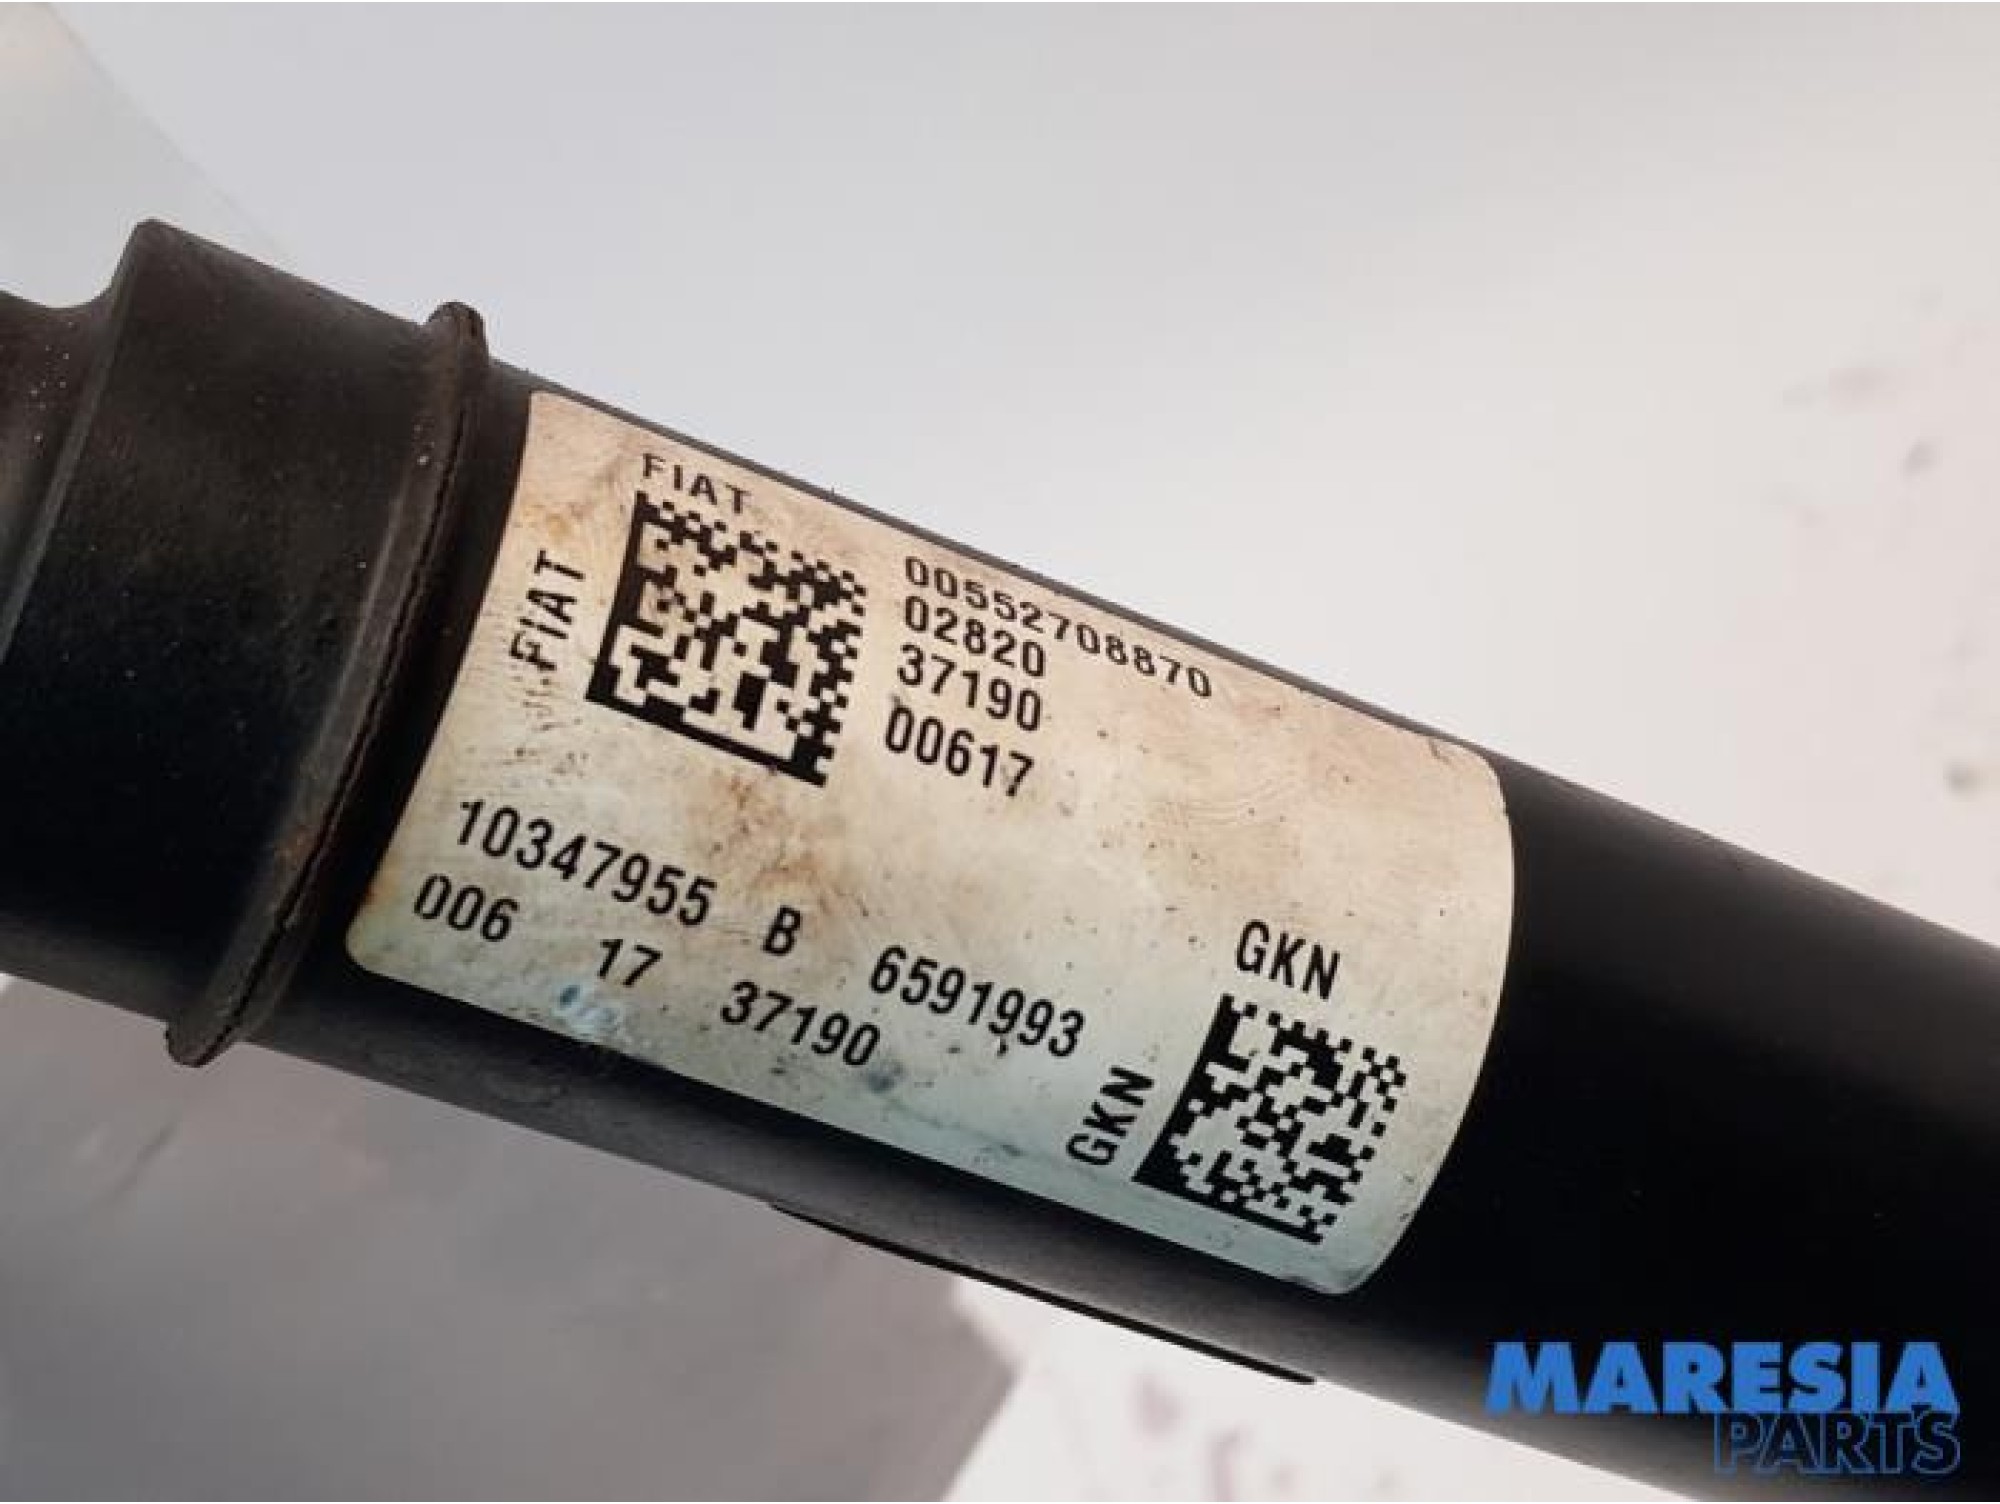 FIAT
FIAT
00552708870
02820
37190
00617
10347955 B 6591993
006 17 37190
GKN
GKN
MARESIA
PARTS